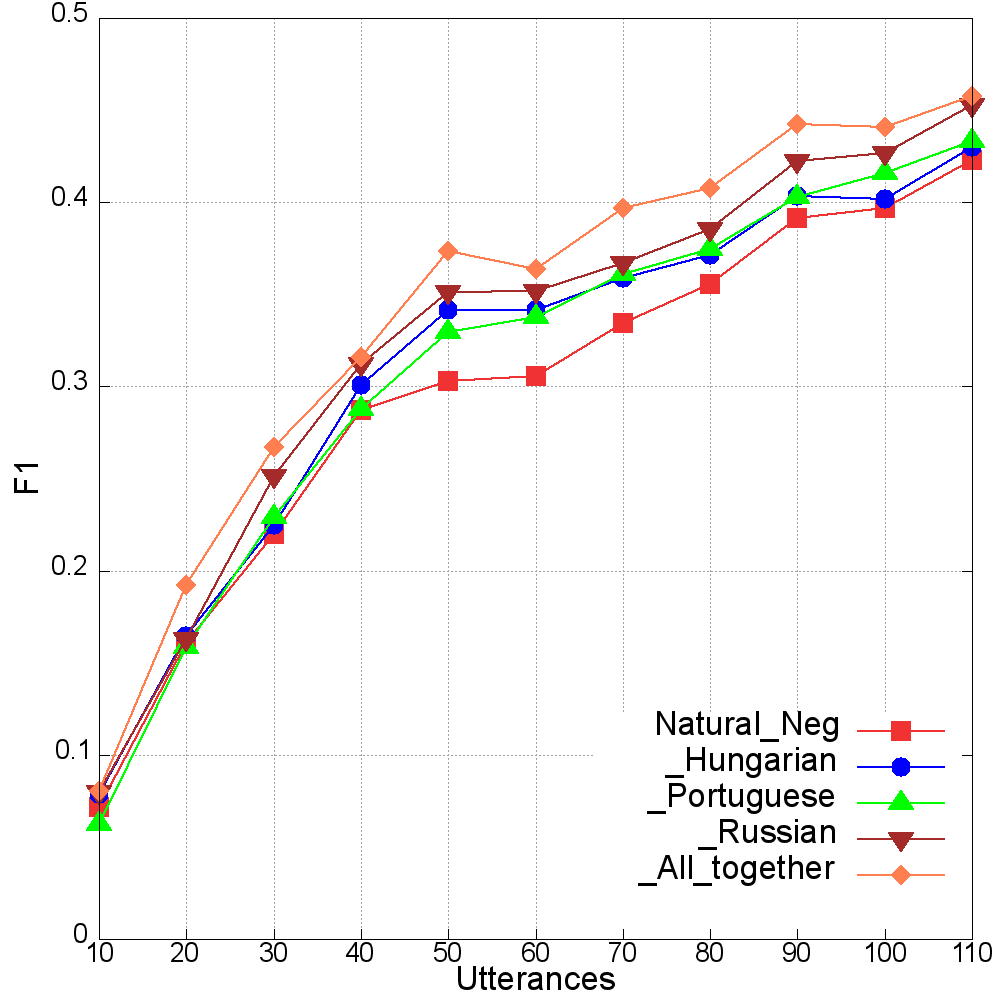 0.5
0.4
0.3
0.2
0.1
0
F1
Natural_Neg
_Hungarian
_Portuguese
_Russian
_All_together
10 20 30 40 50 60 70 80 90 100 110
Utterances